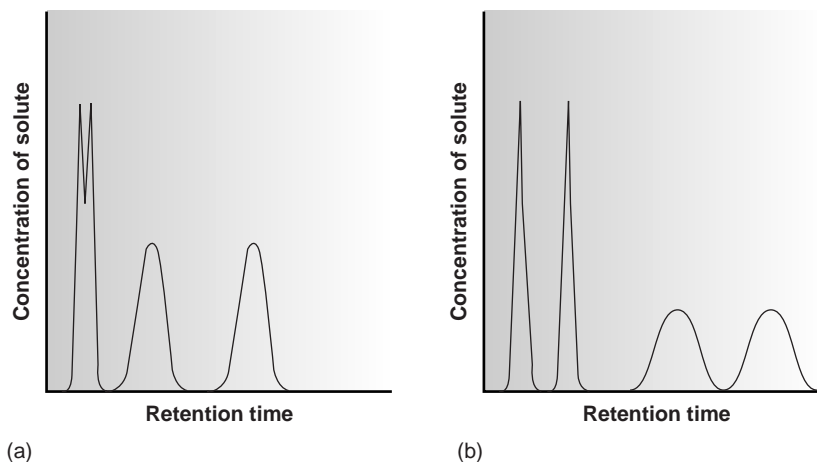 Concentration of solute
Retention time
(a)
Concentration of solute
Retention time
(b)